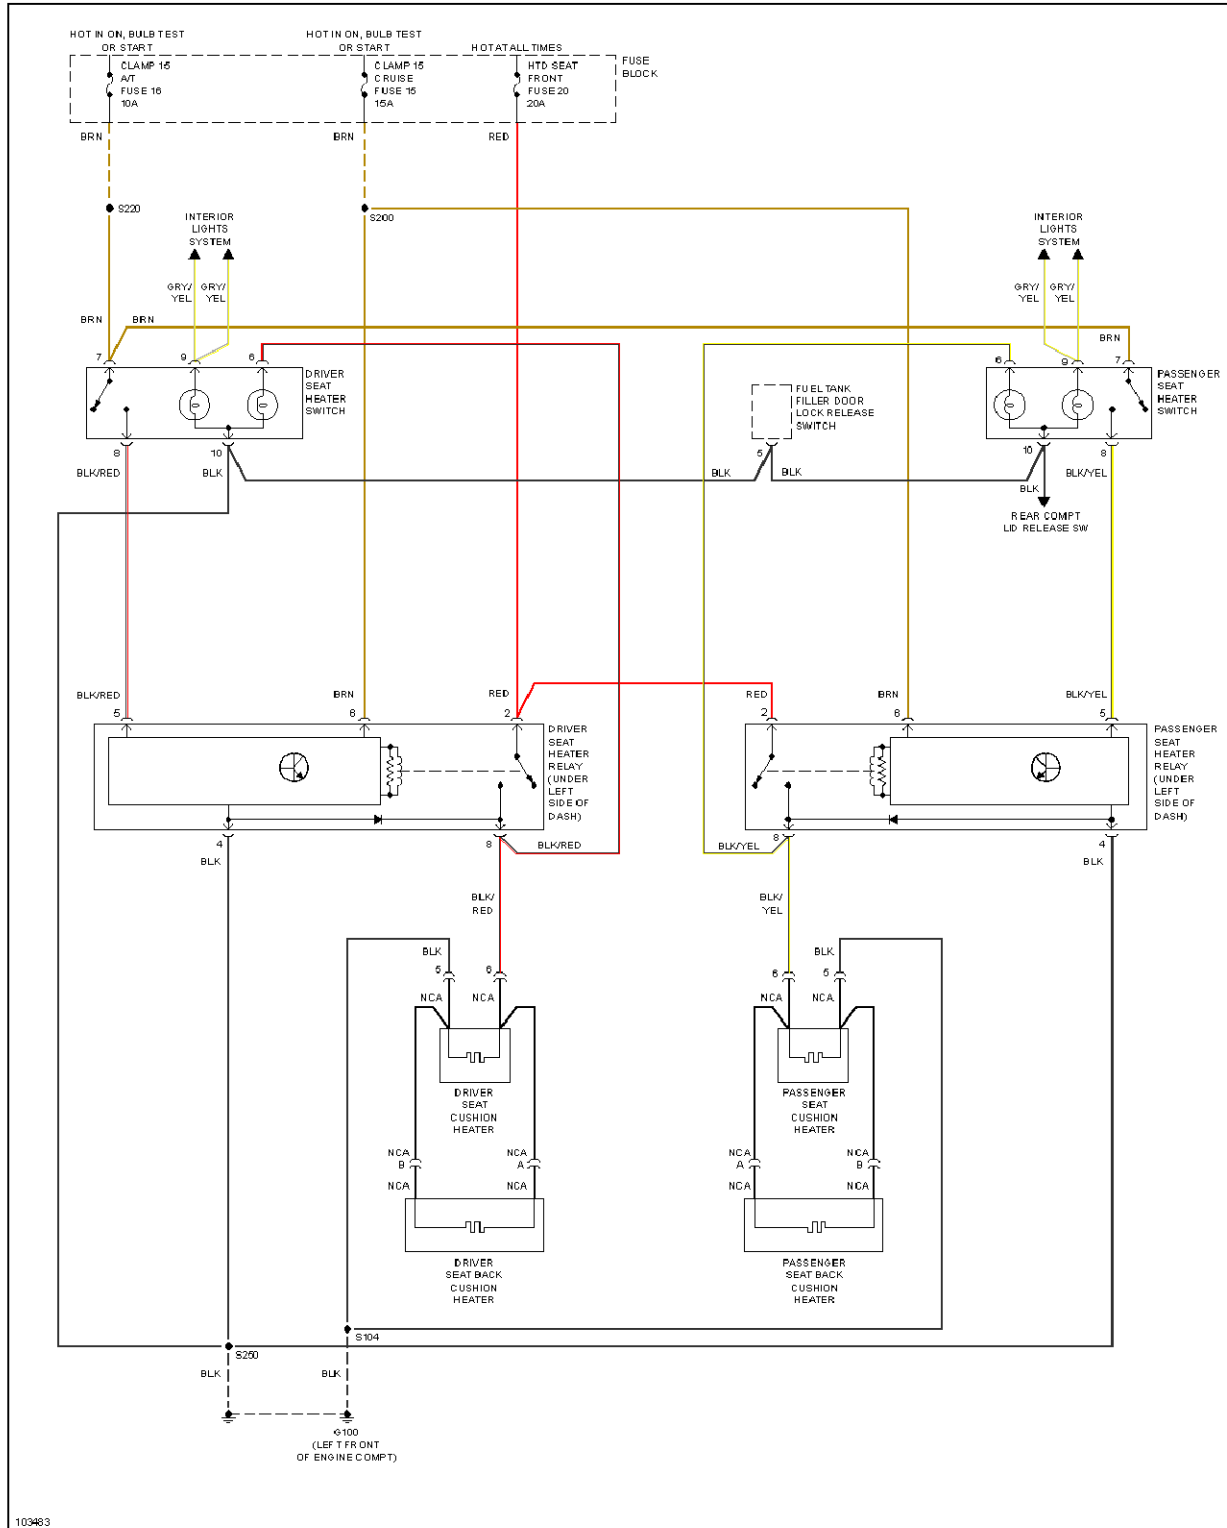 HOT IN ON, BULB TEST
OR START
HOT IN ON, BULB TEST
OR START
HOT AT ALL TIMES
CLAMP 15
A/T
FUSE 16
10A
CLAMP 15
CRUISE
FUSE 15
15A
HTD SEAT
FRONT
FUSE 20
20A
FUSE
BLOCK
BRN
BRN
RED
S220
S200
INTERIOR
LIGHTS
SYSTEM
INTERIOR
LIGHTS
SYSTEM
GRY/
YEL
GRY/
YEL
GRY/
YEL
GRY/
YEL
BRN
BRN
BRN
7
9
6
6
9
7
DRIVER
SEAT
HEATER
SWITCH
FUEL TANK
FILLER DOOR
LOCK RELEASE
SWITCH
PASSENGER
SEAT
HEATER
SWITCH
8
10
5
10
8
BLK/RED
BLK
BLK
BLK
BLK
BLK/YEL
REAR COMPT
LID RELEASE SW
BLK/RED
BRN
RED
RED
BRN
BLK/YEL
5
6
2
2
6
5
DRIVER
SEAT
HEATER
RELAY
(UNDER
LEFT
SIDE OF
DASH)
PASSENGER
SEAT
HEATER
RELAY
(UNDER
LEFT
SIDE OF
DASH)
4
8
8
4
BLK
BLK/RED
BLK/YEL
BLK
BLK/
RED
BLK/
YEL
BLK
BLK
5
6
6
5
NCA
NCA
NCA
NCA
DRIVER
SEAT
CUSHION
HEATER
PASSENGER
SEAT
CUSHION
HEATER
NCA
B
NCA
A
NCA
A
NCA
B
NCA
NCA
NCA
NCA
DRIVER
SEAT BACK
CUSHION
HEATER
PASSENGER
SEAT BACK
CUSHION
HEATER
S104
S250
BLK
BLK
G100
(LEFT FRONT
OF ENGINE COMPT)
103483